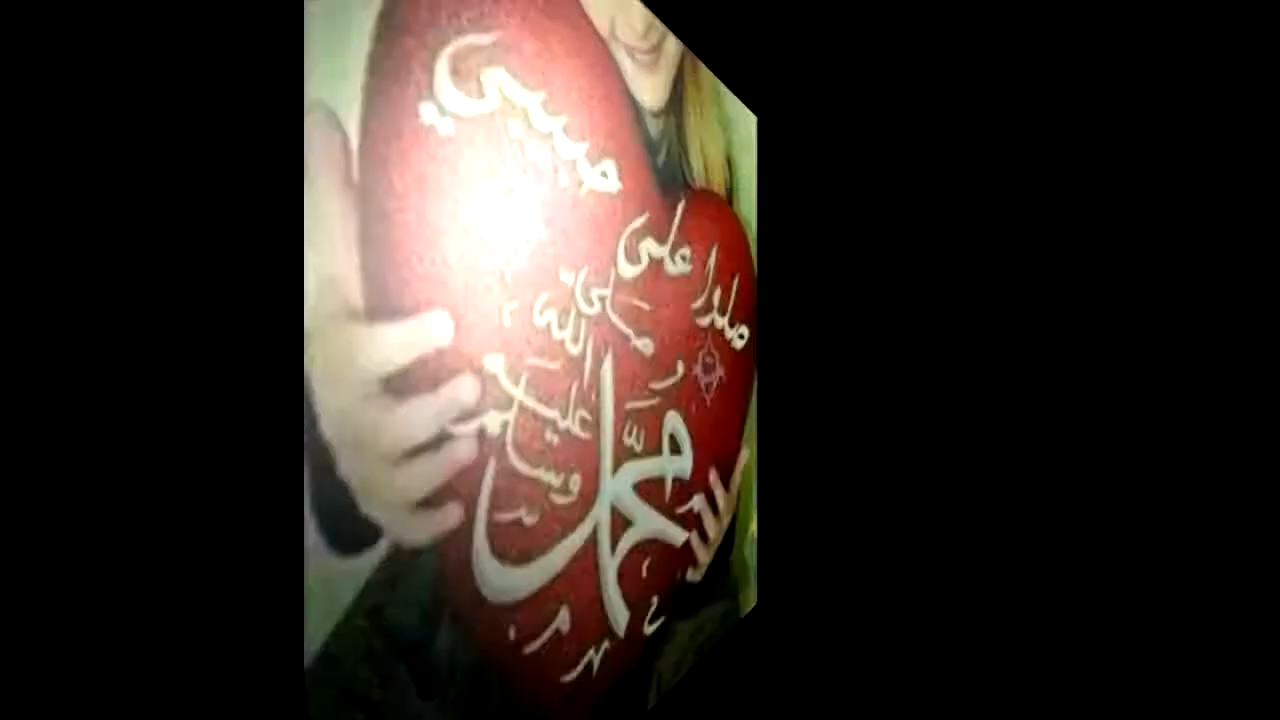 صلوا على
حبيبي
محمد
صلى
الله
عليه
وسلم